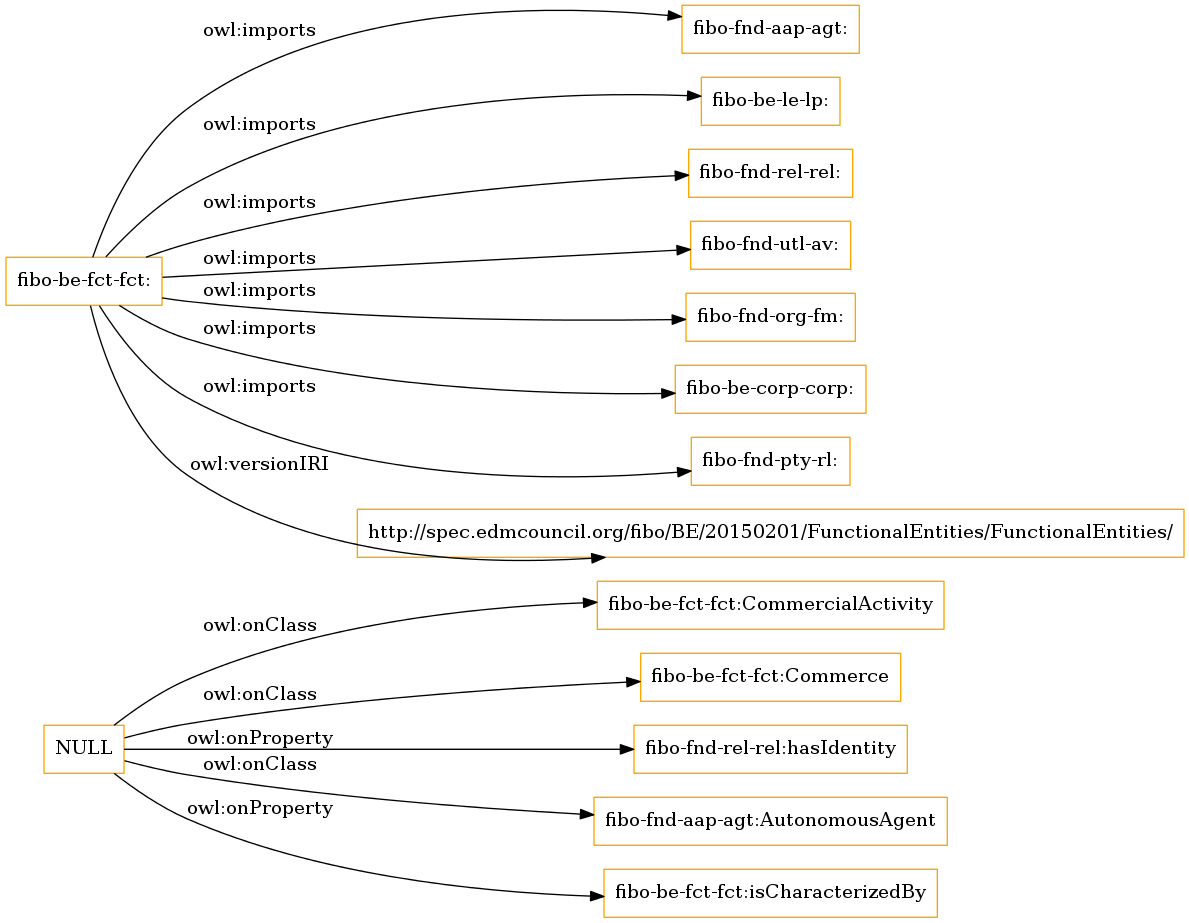 owl:imports
fibo-fnd-aap-agt:
owl:imports
fibo-be-le-lp:
owl:imports
fibo-fnd-rel-rel:
owl:imports
fibo-fnd-utl-av:
fibo-be-fct-fct:
owl:imports
fibo-fnd-org-fm:
owl:imports
fibo-be-corp-corp:
owl:imports
fibo-fnd-pty-rl:
owl:versionIRI
http://spec.edmcouncil.org/fibo/BE/20150201/FunctionalEntities/FunctionalEntities/
owl:onClass
fibo-be-fct-fct:CommercialActivity
owl:onClass
fibo-be-fct-fct:Commerce
NULL
owl:onProperty
fibo-fnd-rel-rel:hasIdentity
owl:onClass
fibo-fnd-aap-agt:AutonomousAgent
owl:onProperty
fibo-be-fct-fct:isCharacterizedBy